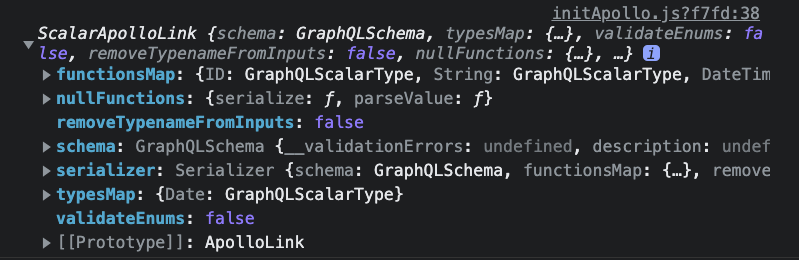 initApollo.js?f7fd:38
ScalarApolloLink {schema: GraphQLSchema, typesMap: {…}, validateEnums: fa
lse, removeTypenameFromInputs: false, nullFunctions: {…}, …} i
functionsMap: {ID: GraphQLScalarType, String: GraphQLScalarType, DateTim
nullFunctions: {serialize: ƒ, parseValue: ƒ}
removeTypenameFromInputs: false
schema: GraphQLSchema {__validationErrors: undefined, description: undef
serializer: Serializer {schema: GraphQLSchema, functionsMap: {…}, remove
typesMap: {Date: GraphQLScalarType}
validateEnums: false
[[Prototype]]: ApolloLink